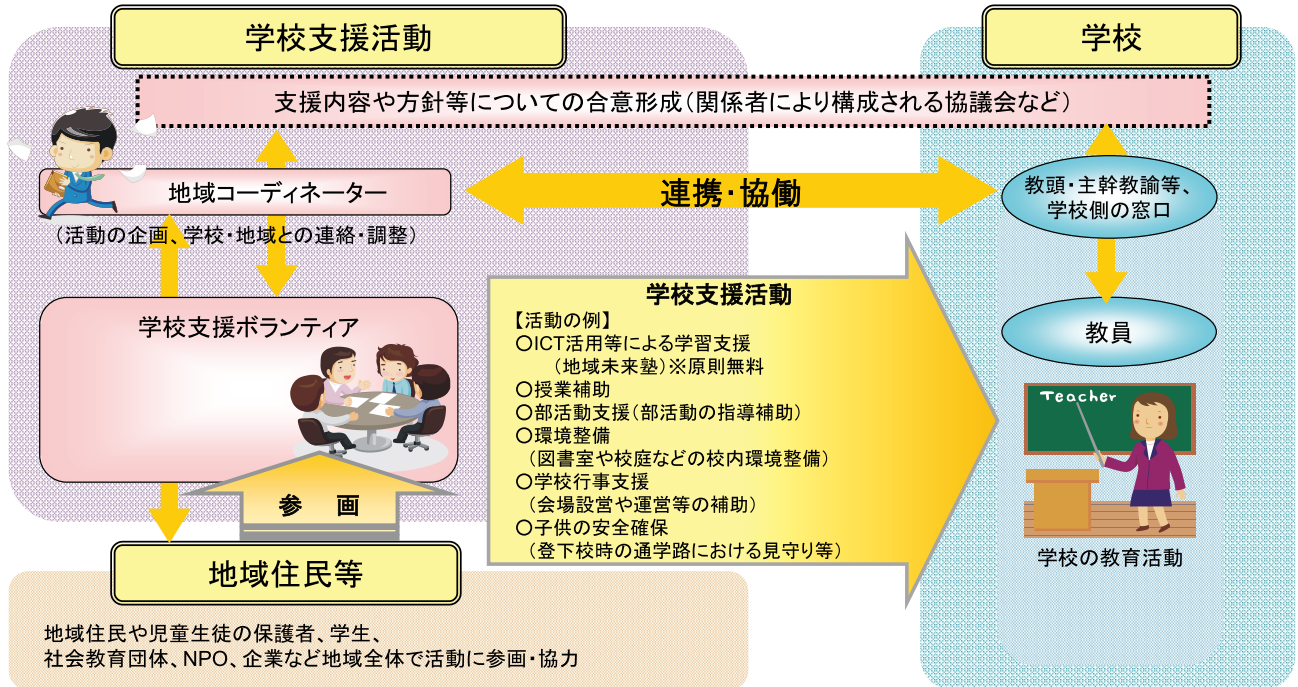 学校支援活動
学校
支援内容や方針等についての合意形成（関係者により構成される協議会など）
地域コーディネーター
（活動の企画、学校・地域との連絡・調整）
連携・協働
教頭・主幹教諭等、
学校側の窓口
教員
学校支援ボランティア
学校支援活動
【活動の例】
○ICT活用等による学習支援
（地域未来塾）※原則無料
○授業補助
○部活動支援（部活動の指導補助）
○環境整備
（図書室や校庭などの校内環境整備）
○学校行事支援
（会場設営や運営等の補助）
○子供の安全確保
（登下校時の通学路における見守り等）
Teacher
学校の教育活動
参　画
地域住民等
地域住民や児童生徒の保護者、学生、
社会教育団体、NPO、企業など地域全体で活動に参画・協力